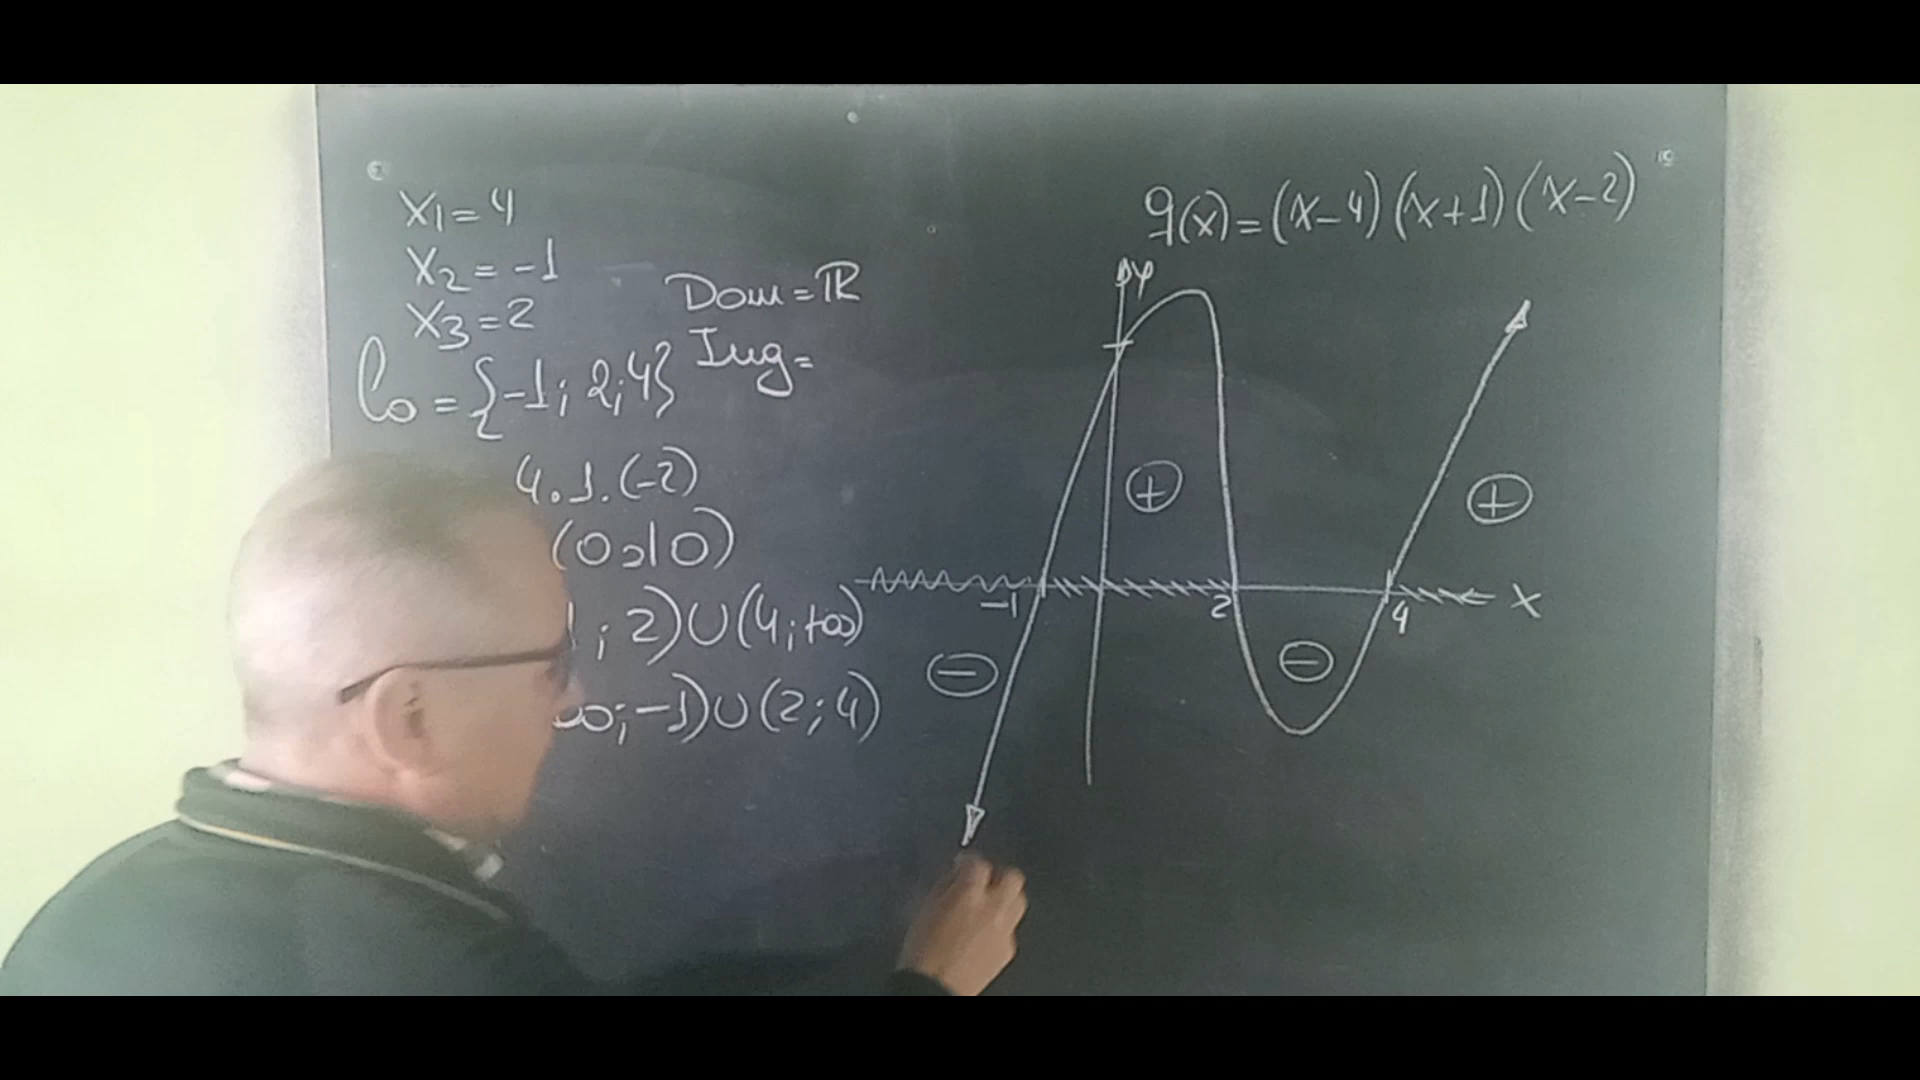 x₁=4
x₂=-1
x₃=2
C₀={-1;2;4}
Dom=ℝ
Img=
4.1.(-2)
(0;
;2)∪(4;+∞)
∞;-1)∪(2;4)
g(x)=(x-4)(x+1)(x-2)
y
+
+
-1
2
4
x
-
-